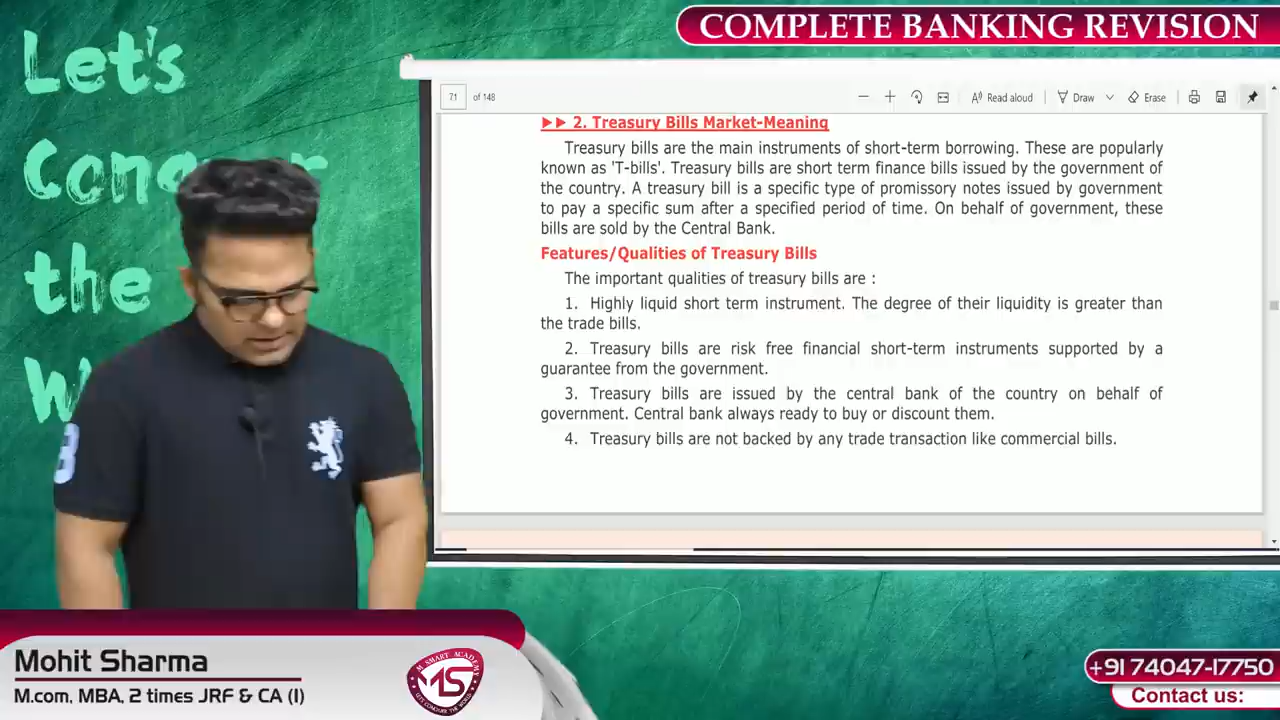 COMPLETE BANKING REVISION
Let's
the
71 of 148
Read aloud
Draw
Erase
2. Treasury Bills Market-Meaning
Treasury bills are the main instruments of short-term borrowing. These are popularly
known as 'T-bills'. Treasury bills are short term finance bills issued by the government of
the country. A treasury bill is a specific type of promissory notes issued by government
to pay a specific sum after a specified period of time. On behalf of government, these
bills are sold by the Central Bank.
Features/Qualities of Treasury Bills
The important qualities of treasury bills are :
1. Highly liquid short term instrument. The degree of their liquidity is greater than
the trade bills.
2. Treasury bills are risk free financial short-term instruments supported by a
guarantee from the government.
3. Treasury bills are issued by the central bank of the country on behalf of
government. Central bank always ready to buy or discount them.
4. Treasury bills are not backed by any trade transaction like commercial bills.
3
Mohit Sharma
M.com, MBA, 2 times JRF & CA (I)
M SMART ACADEMY
MS
+91 74047-17750
Contact us: